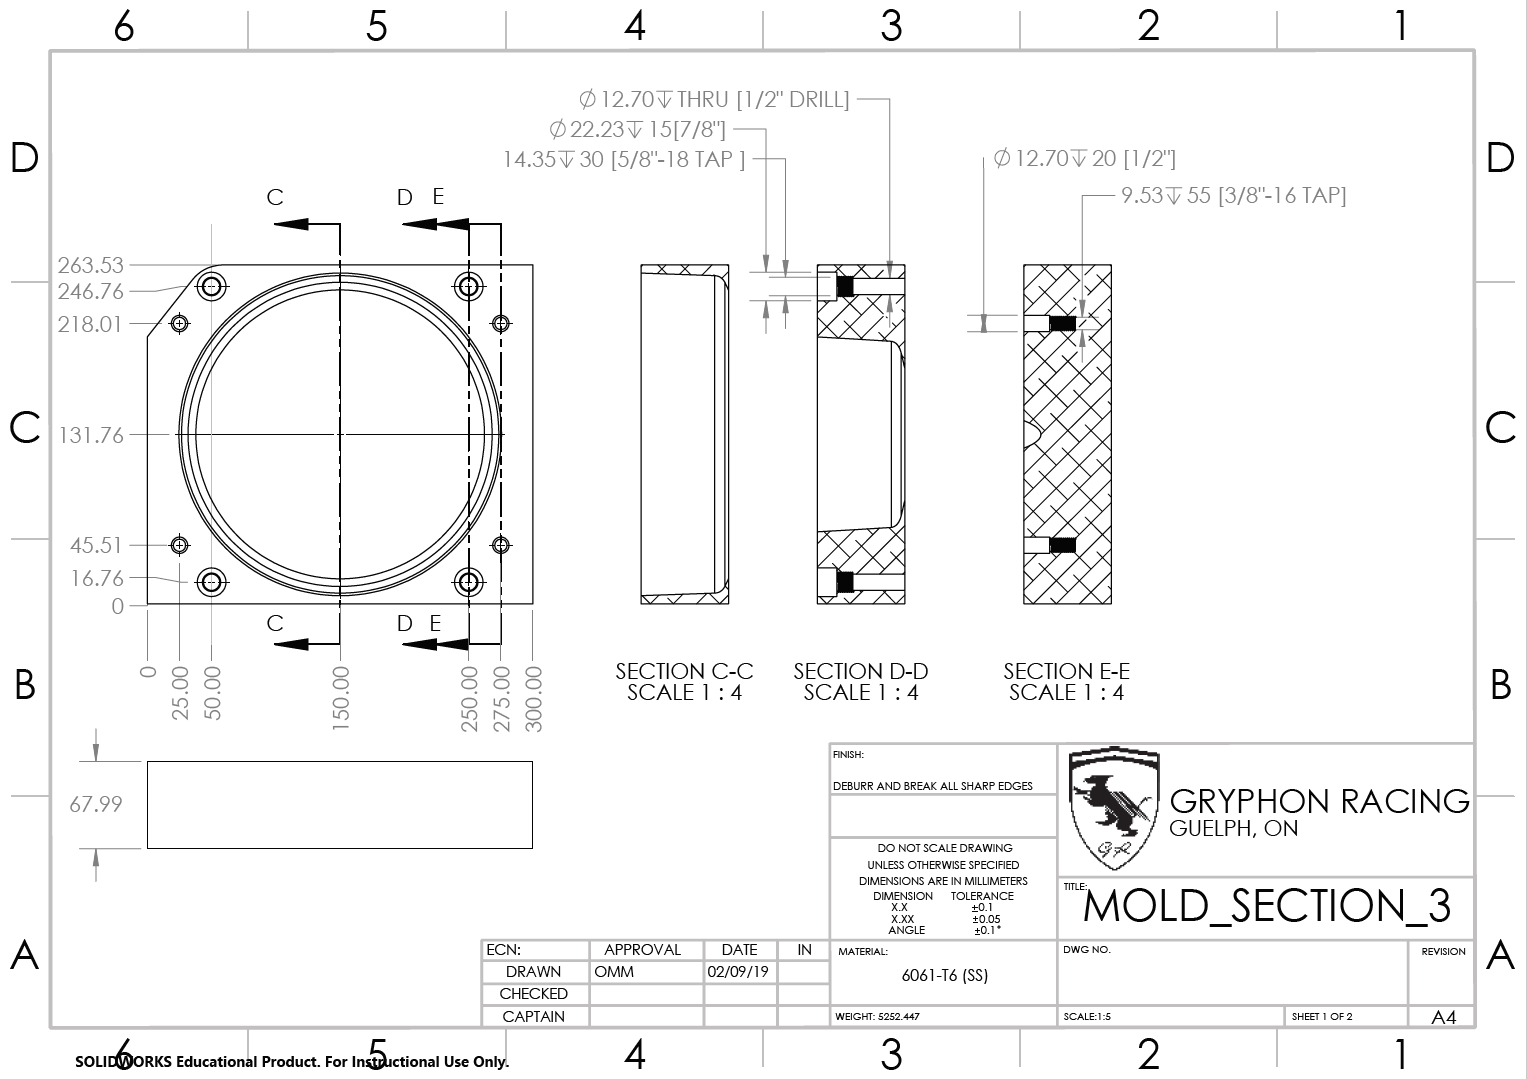 6 5 4 3 2 1
D
D
⌀12.70↧THRU [1/2" DRILL]
⌀22.23↧15[7/8"]
14.35↧30 [5/8"-18 TAP ]
⌀12.70↧20 [1/2"]
9.53↧55 [3/8"-16 TAP]
C D E
263.53
246.76
218.01
131.76
45.51
16.76
0
C
C
C D E
0 25.00 50.00 150.00 250.00 275.00 300.00
SECTION C-C
SCALE 1 : 4
SECTION D-D
SCALE 1 : 4
SECTION E-E
SCALE 1 : 4
B
B
67.99
FINISH:
DEBURR AND BREAK ALL SHARP EDGES
DO NOT SCALE DRAWING
UNLESS OTHERWISE SPECIFIED
DIMENSIONS ARE IN MILLIMETERS
DIMENSION TOLERANCE
X.X ±0.1
X.XX ±0.05
ANGLE ±0.1°
GRYPHON RACING
GUELPH, ON
TITLE:
MOLD_SECTION_3
A
A
ECN: APPROVAL DATE IN
DRAWN OMM 02/09/19
CHECKED
CAPTAIN
MATERIAL:
6061-T6 (SS)
WEIGHT: 5252.447
DWG NO.
REVISION
SCALE:1:5
SHEET 1 OF 2
A4
6 5 4 3 2 1
SOLIDWORKS Educational Product. For Instructional Use Only.